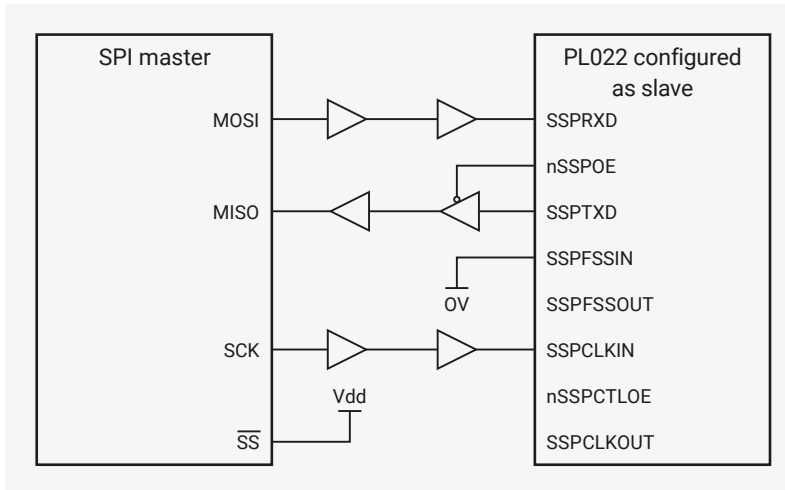 SPI master
PL022 configured
as slave
MOSI
SSPRXD
nSSPOE
MISO
SSPTXD
SSPFSSIN
0V
SSPFSSOUT
SCK
SSPCLKIN
Vdd
nSSPCTLOE
SS
SSPCLKOUT